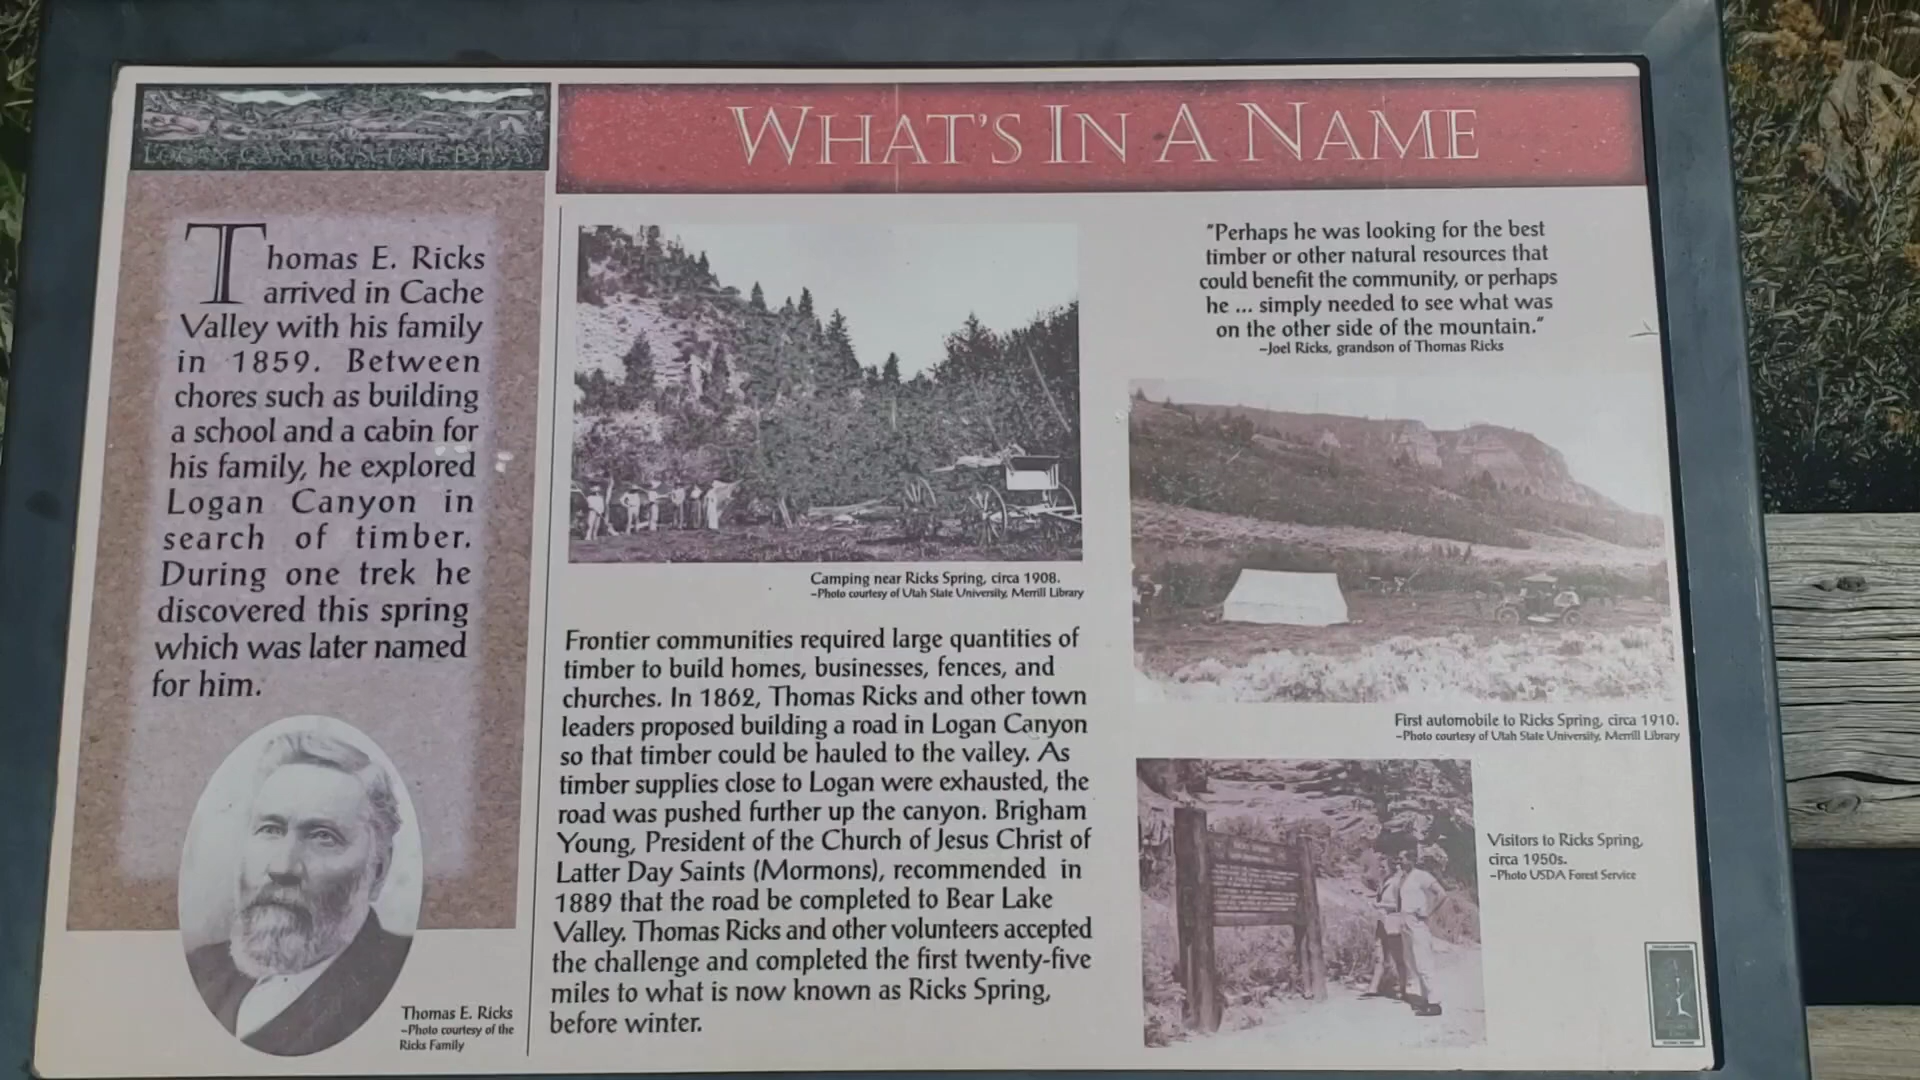 LOGAN CANYON SCENIC BYWAY
WHAT'S IN A NAME
Thomas E. Ricks
arrived in Cache
Valley with his family
in 1859. Between
chores such as building
a school and a cabin for
his family, he explored
Logan Canyon in
search of timber.
During one trek he
discovered this spring
which was later named
for him.
Thomas E. Ricks
~Photo courtesy of the
Ricks Family
Camping near Ricks Spring, circa 1908.
~Photo courtesy of Utah State University, Merrill Library
Frontier communities required large quantities of
timber to build homes, businesses, fences, and
churches. In 1862, Thomas Ricks and other town
leaders proposed building a road in Logan Canyon
so that timber could be hauled to the valley. As
timber supplies close to Logan were exhausted, the
road was pushed further up the canyon. Brigham
Young, President of the Church of Jesus Christ of
Latter Day Saints (Mormons), recommended in
1889 that the road be completed to Bear Lake
Valley. Thomas Ricks and other volunteers accepted
the challenge and completed the first twenty-five
miles to what is now known as Ricks Spring,
before winter.
"Perhaps he was looking for the best
timber or other natural resources that
could benefit the community, or perhaps
he ... simply needed to see what was
on the other side of the mountain."
~Joel Ricks, grandson of Thomas Ricks
First automobile to Ricks Spring, circa 1910.
~Photo courtesy of Utah State University, Merrill Library
Visitors to Ricks Spring,
circa 1950s.
~Photo USDA Forest Service